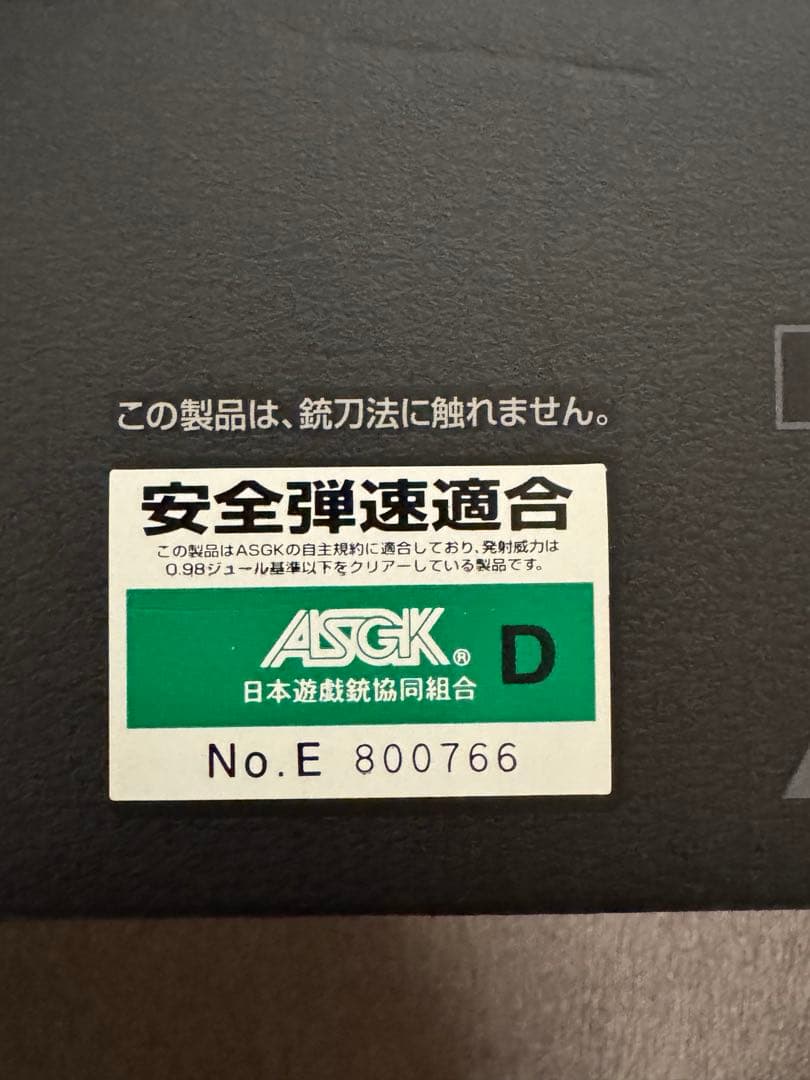 この製品は、銃刀法に触れません。
安全弾速適合
この製品はASGKの自主規約に適合しており、発射威力は
0.98ジュール基準以下をクリアーしている製品です。
ASGK® D
日本遊戯銃協同組合
No.E 800766